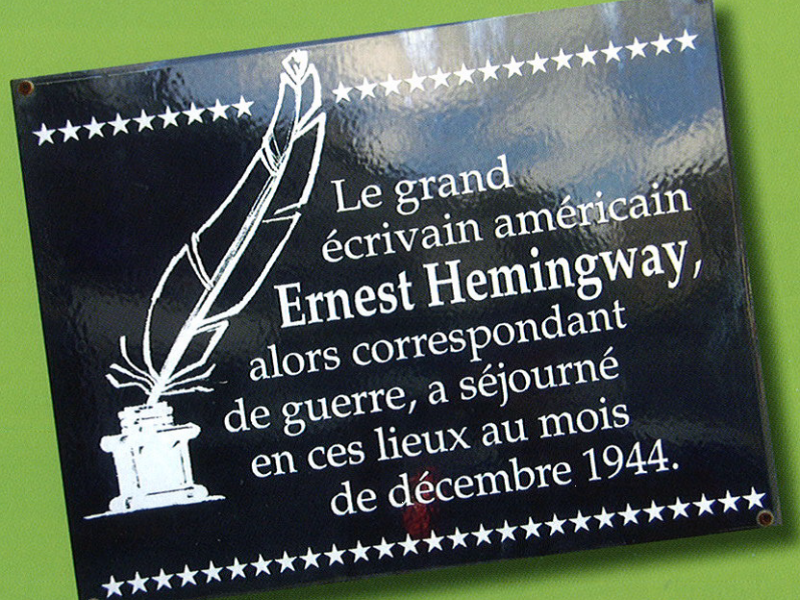 Le grand
écrivain américain
Ernest Hemingway,
alors correspondant
de guerre, a séjourné
en ces lieux au mois
de décembre 1944.